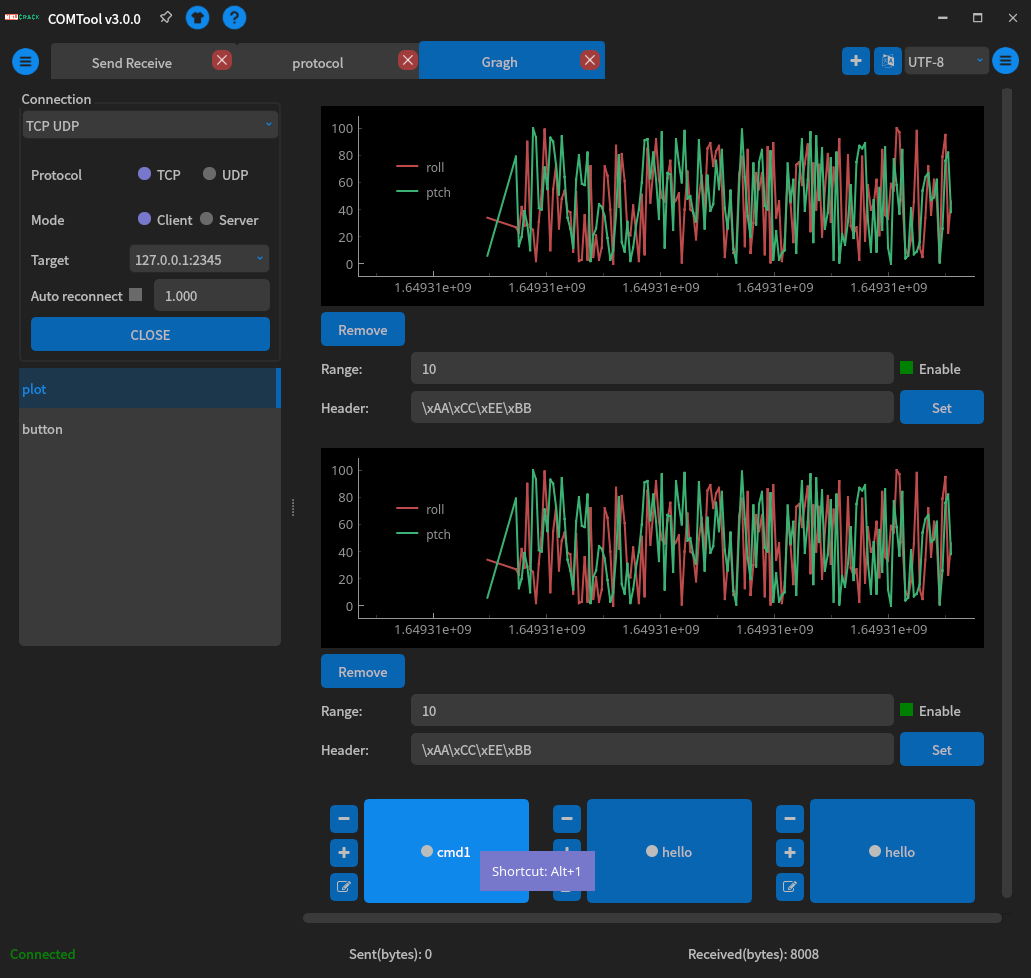 COMTool v3.0.0
Send Receive
protocol
Gragh
UTF-8
Connection
TCP UDP
Protocol
TCP
UDP
Mode
Client
Server
Target
127.0.0.1:2345
Auto reconnect
1.000
CLOSE
plot
button
100
80
60
40
20
0
roll
ptch
1.64931e+09
1.64931e+09
1.64931e+09
1.64931e+09
1.64931e+09
Remove
Range:
10
Enable
Header:
\xAA\xCC\xEE\xBB
Set
100
80
60
40
20
0
roll
ptch
1.64931e+09
1.64931e+09
1.64931e+09
1.64931e+09
1.64931e+09
Remove
Range:
10
Enable
Header:
\xAA\xCC\xEE\xBB
Set
cmd1
hello
hello
Shortcut: Alt+1
Connected
Sent(bytes): 0
Received(bytes): 8008